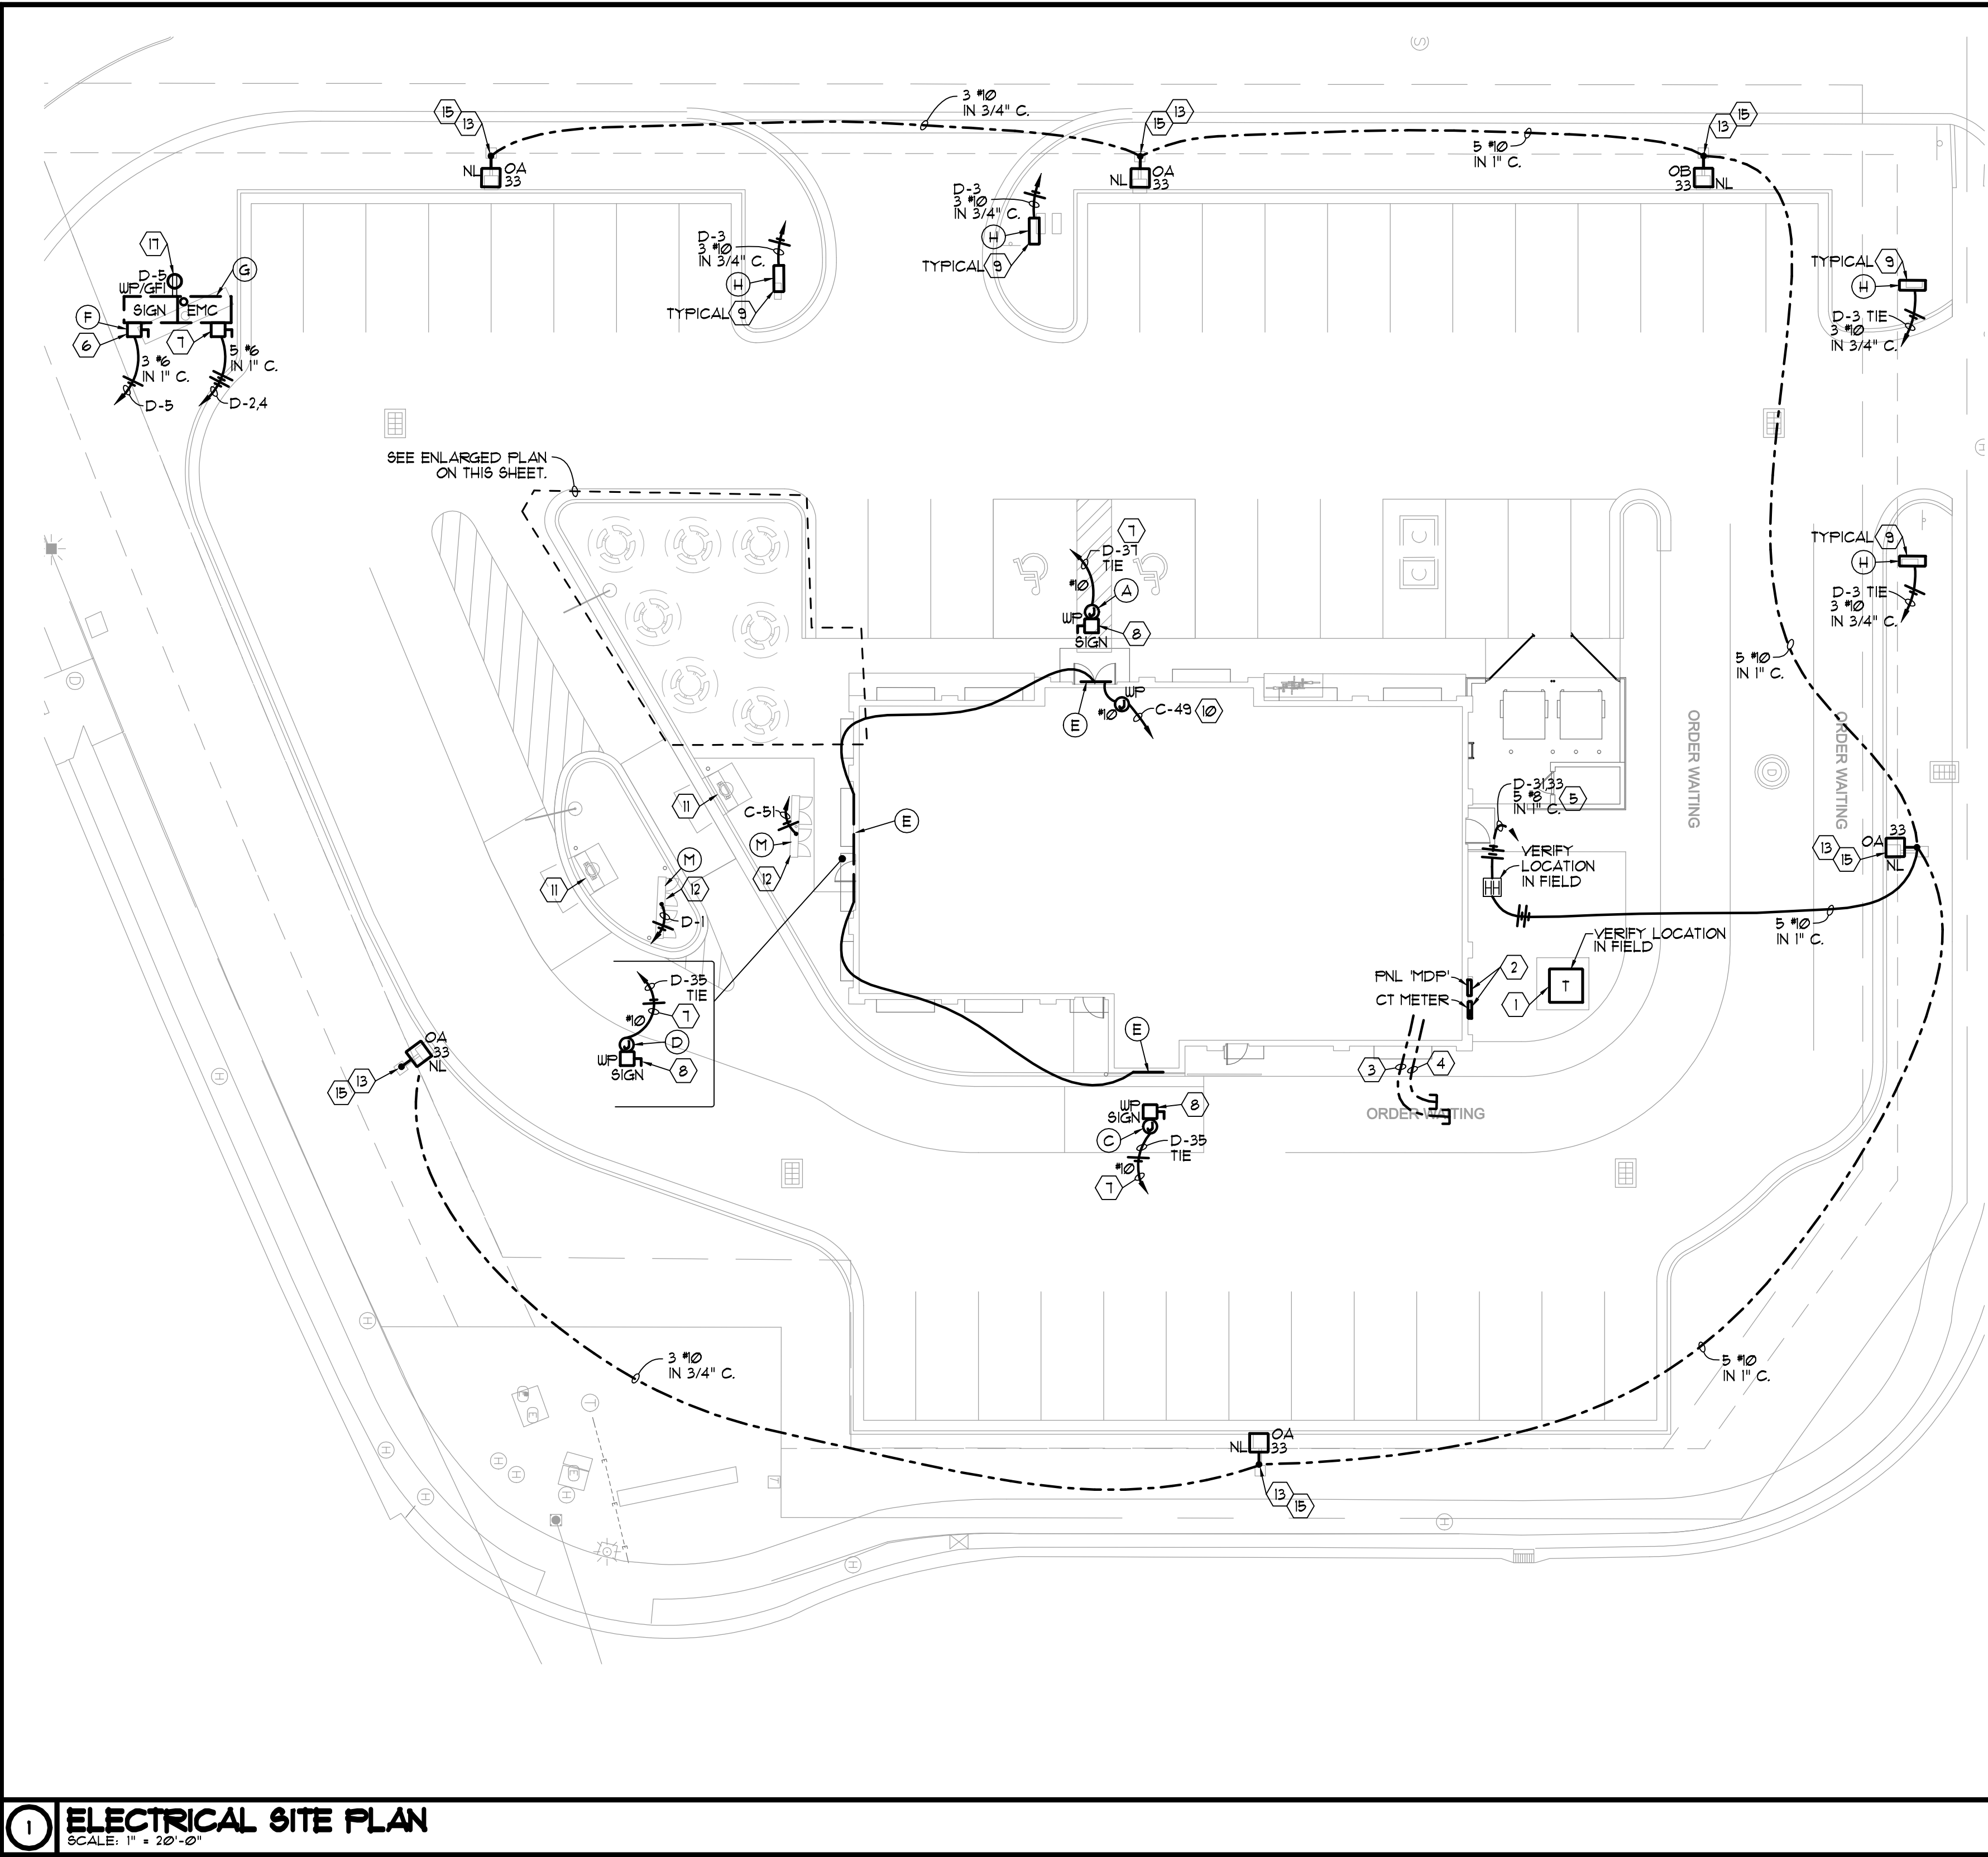 S
3 #10
IN 3/4" C.
15
13
NL
OA
33
13
15
NL
OA
33
5 #10
IN 1" C.
15
13
OB
33
NL
D-3
3 #10
IN 3/4" C.
H
TYPICAL
9
D-3
3 #10
IN 3/4" C.
H
TYPICAL
9
TYPICAL
9
H
D-3 TIE
3 #10
IN 3/4" C.
17
G
D-5
WP/GFI
SIGN
EMC
F
6
7
3 #6
IN 1" C.
5 #6
IN 1" C.
D-5
D-2,4
SEE ENLARGED PLAN
ON THIS SHEET.
7
D-37
TIE
#10
A
WP
SIGN
8
TYPICAL
9
H
D-3 TIE
3 #10
IN 3/4" C.
5 #10
IN 1" C.
D
E
WP
#10
C-49
10
ORDER WAITING
D
ORDER WAITING
11
C-51
M
12
E
D-31,33
5 #8
IN 1" C.
5
VERIFY
LOCATION
IN FIELD
HH
13
15
OA
33
NL
11
M
12
D-1
5 #10
IN 1" C.
VERIFY LOCATION
IN FIELD
PNL 'MDP'
CT METER
2
1
T
D-35
TIE
7
#10
D
WP
SIGN
8
OA
33
NL
15
13
E
3
4
ORDER WAITING
WP
SIGN
8
C
D-35
TIE
#10
7
H
H
3 #10
IN 3/4" C.
5 #10
IN 1" C.
E
T
H
H
H
E
H
H
NL
OA
33
13
15
H
H
1
ELECTRICAL SITE PLAN
SCALE: 1" = 20'-0"